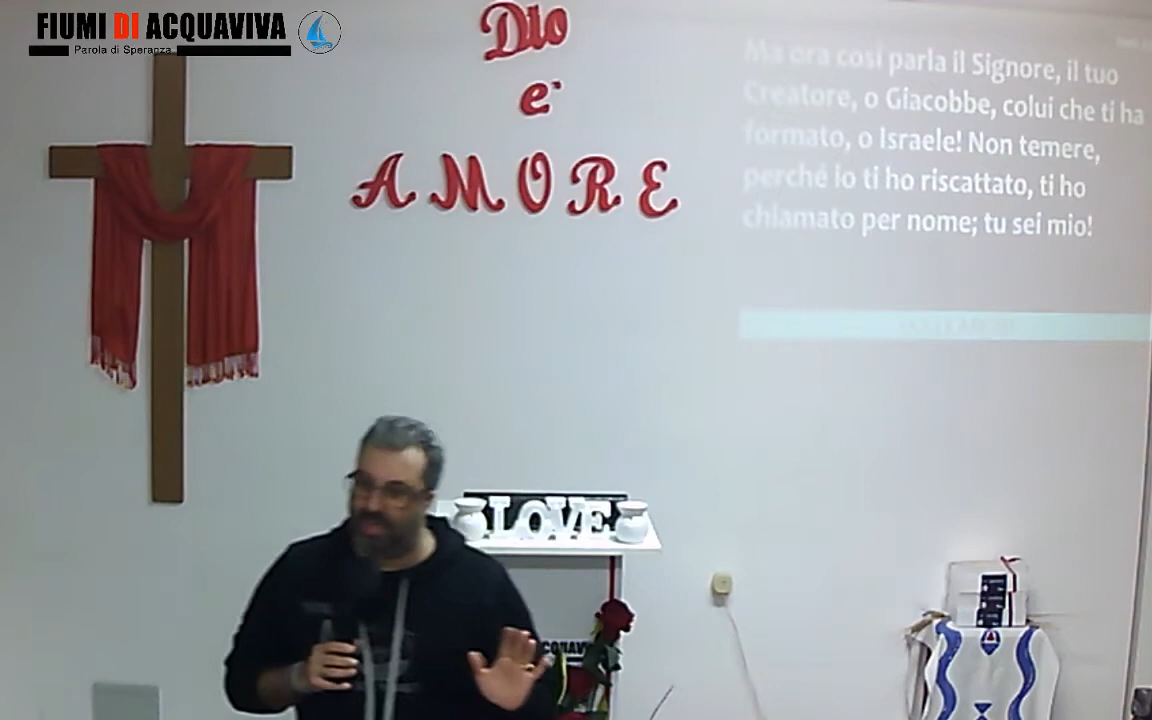 FIUMI DI ACQUAVIVA
Parola di Speranza
Dio
e'
AMORE
Ma ora così parla il Signore, il tuo
Creatore, o Giacobbe, colui che ti ha
formato, o Israele! Non temere,
perché io ti ho riscattato, ti ho
chiamato per nome; tu sei mio!
LOVE